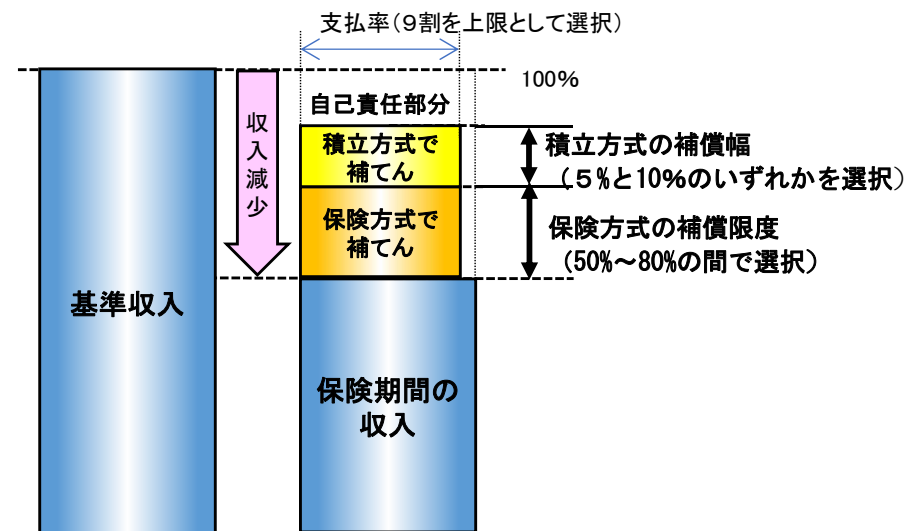 支払率（９割を上限として選択）
100%
収
入
減
少
自己責任部分
積立方式で
補てん
積立方式の補償幅
（５%と10%のいずれかを選択）
保険方式で
補てん
保険方式の補償限度
（50%～80%の間で選択）
基準収入
保険期間の
収入